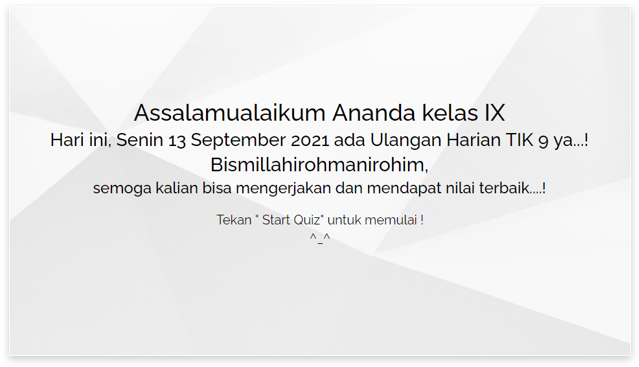 Assalamualaikum Ananda kelas IX
Hari ini, Senin 13 September 2021 ada Ulangan Harian TIK 9 ya...!
Bismillahirohmanirohim,
semoga kalian bisa mengerjakan dan mendapat nilai terbaik....!
Tekan " Start Quiz" untuk memulai !
^_^